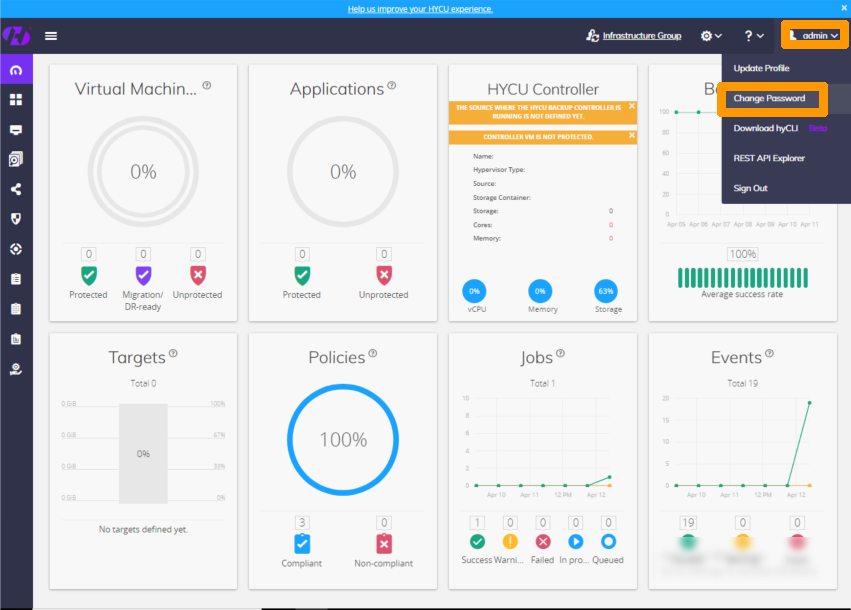 Help us improve your HYCU experience.
Infrastructure Group
?
admin
Update Profile
Change Password
Download hyCLI Beta
REST API Explorer
Sign Out
Virtual Machin... ?
0%
0 0 0
Protected Migration/ Unprotected
DR-ready
Applications ?
0%
0 0
Protected Unprotected
HYCU Controller
THE SOURCE WHERE THE HYCU BACKUP CONTROLLER IS
RUNNING IS NOT DEFINED YET.
CONTROLLER VM IS NOT PROTECTED.
Name:
Hypervisor Type:
Source:
Storage Container:
Storage: 0
Cores: 0
Memory: 0
0% 0% 63%
vCPU Memory Storage
100
80
60
40
20
0
Apr 05 Apr 06 Apr 07 Apr 08 Apr 09 Apr 10 Apr 11
100%
Average success rate
Targets ?
Total 0
0 GiB 100%
0 GiB 67%
0%
0 GiB 33%
0 GiB 0%
No targets defined yet.
Policies ?
100%
3 0
Compliant Non-compliant
Jobs ?
Total 1
10
8
6
4
2
0
Apr 10 Apr 11 12 PM Apr 12
1 0 0 0 0
Success Warni... Failed In pro... Queued
Events ?
Total 19
20
15
10
5
0
Apr 10 Apr 11 12 PM Apr 12
19 0 0